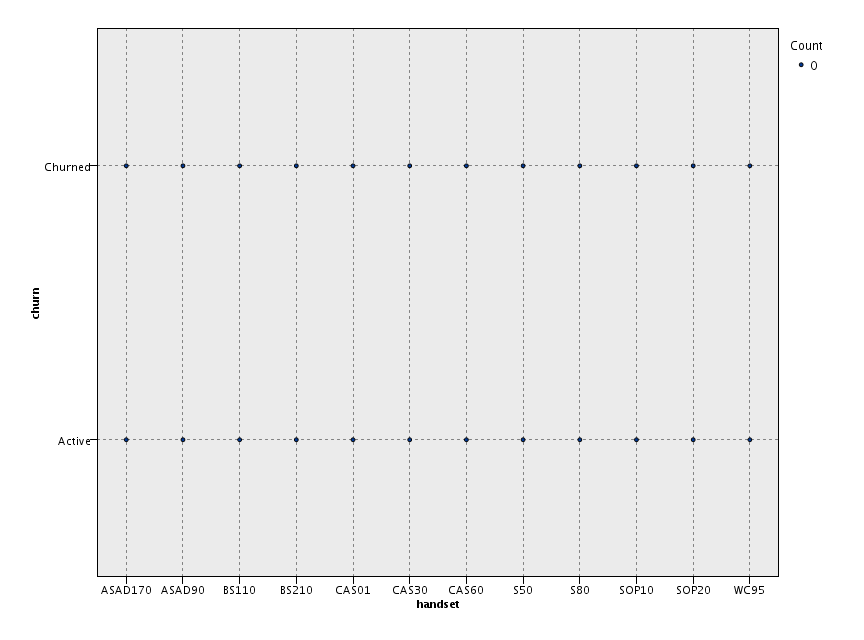 Count
0
Churned
churn
Active
ASAD170 ASAD90 BS110 BS210 CAS01 CAS30 CAS60 S50 S80 SOP10 SOP20 WC95
handset